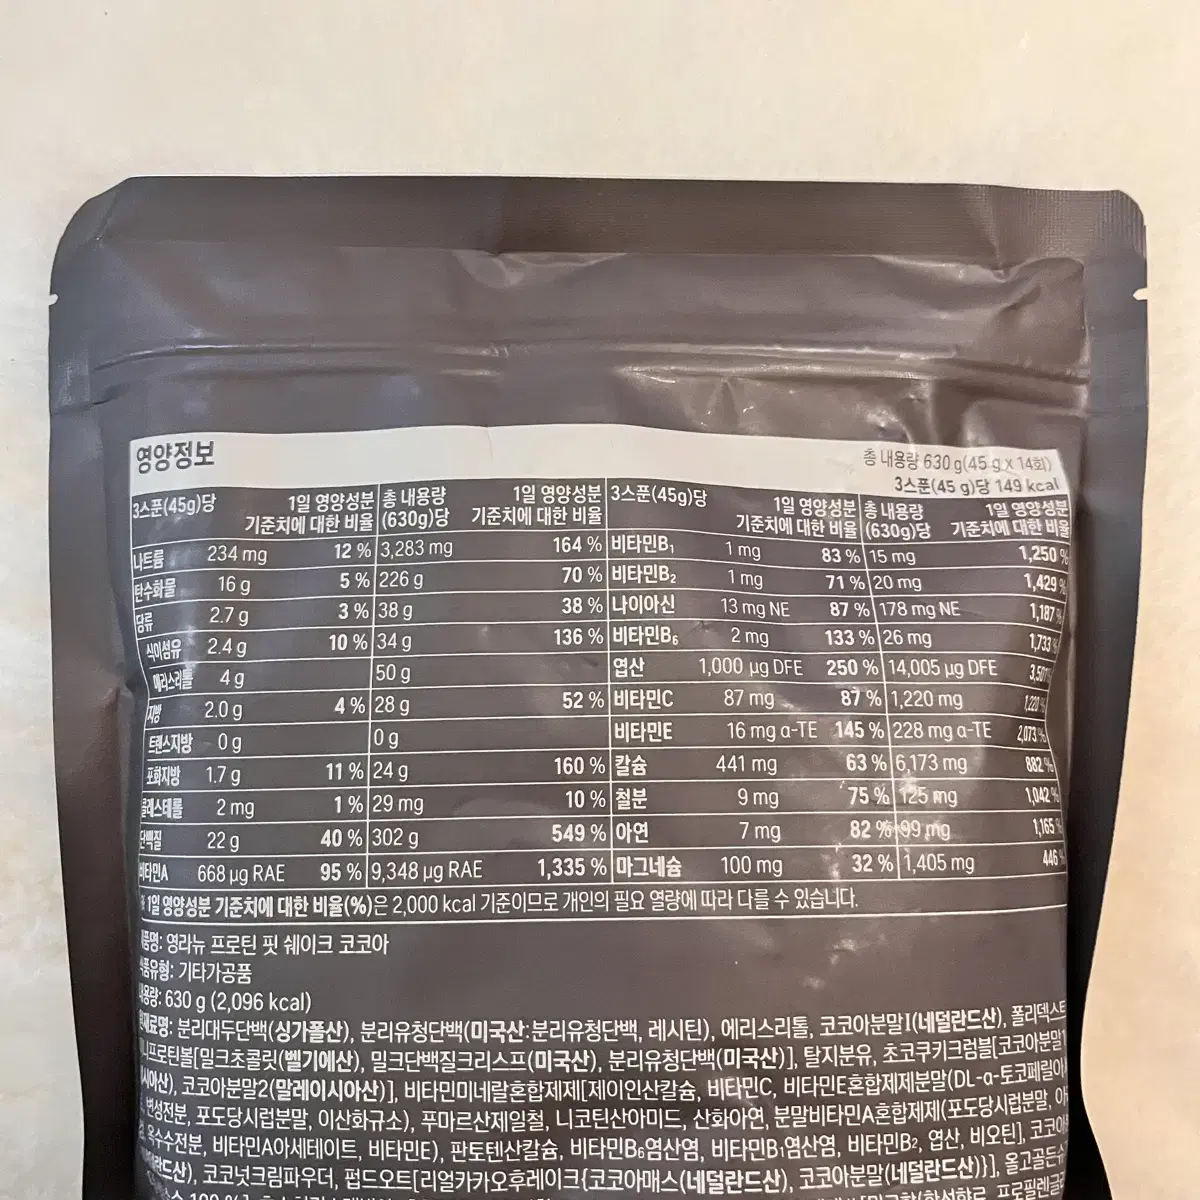 영양정보
총 내용량 630 g(45 g x 14회)
3스푼(45 g)당 149 kcal
3스푼(45g)당 1일 영양성분 기준치에 대한 비율 총 내용량 (630g)당 1일 영양성분 기준치에 대한 비율 3스푼(45g)당 1일 영양성분 기준치에 대한 비율 총 내용량 (630g)당 1일 영양성분 기준치에 대한 비율
나트륨 234 mg 12 % 3,283 mg 164 % 비타민B₁ 1 mg 83 % 15 mg 1,250 %
탄수화물 16 g 5 % 226 g 70 % 비타민B₂ 1 mg 71 % 20 mg 1,429 %
당류 2.7 g 3 % 38 g 38 % 나이아신 13 mg NE 87 % 178 mg NE 1,187 %
식이섬유 2.4 g 10 % 34 g 136 % 비타민B₆ 2 mg 133 % 26 mg 1,733 %
에리스리톨 4 g 50 g 엽산 1,000 μg DFE 250 % 14,005 μg DFE 3,501
지방 2.0 g 4 % 28 g 52 % 비타민C 87 mg 87 % 1,220 mg 1,220 %
트랜스지방 0 g 0 g 비타민E 16 mg α-TE 145 % 228 mg α-TE 2,073 %
포화지방 1.7 g 11 % 24 g 160 % 칼슘 441 mg 63 % 6,173 mg 882 %
콜레스테롤 2 mg 1 % 29 mg 10 % 철분 9 mg 75 % 125 mg 1,042 %
단백질 22 g 40 % 302 g 549 % 아연 7 mg 82 % 99 mg 1,165
비타민A 668 μg RAE 95 % 9,348 μg RAE 1,335 % 마그네슘 100 mg 32 % 1,405 mg 446 %
※ 1일 영양성분 기준치에 대한 비율(%)은 2,000 kcal 기준이므로 개인의 필요 열량에 따라 다를 수 있습니다.
제품명: 영라뉴 프로틴 핏 쉐이크 코코아
식품유형: 기타가공품
내용량: 630 g (2,096 kcal)
원재료명: 분리대두단백(싱가폴산), 분리유청단백(미국산:분리유청단백, 레시틴), 에리스리톨, 코코아분말1(네덜란드산), 폴리덱스트
미니프로틴볼[밀크초콜릿(벨기에산), 밀크단백질크리스프(미국산), 분리유청단백(미국산)], 탈지분유, 초코쿠키크럼블[코코아분말1
시아산), 코코아분말2(말레이시아산)], 비타민미네랄혼합제제[제이인산칼슘, 비타민C, 비타민E혼합제제분말(DL-α-토코페릴아
변성전분, 포도당시럽분말, 이산화규소), 푸마르산제일철, 니코틴산아미드, 산화아연, 분말비타민A혼합제제(포도당시럽분말,
옥수수전분, 비타민A아세테이트, 비타민E), 판토텐산칼슘, 비타민B₆염산염, 비타민B₁염산염, 비타민B₂, 엽산, 비오틴], 코코아
네덜란드산), 코코넛크림파우더, 펍드오트[리얼카카오후레이크{코코아매스(네덜란드산), 코코아분말(네덜란드산)}], 올고골든슈